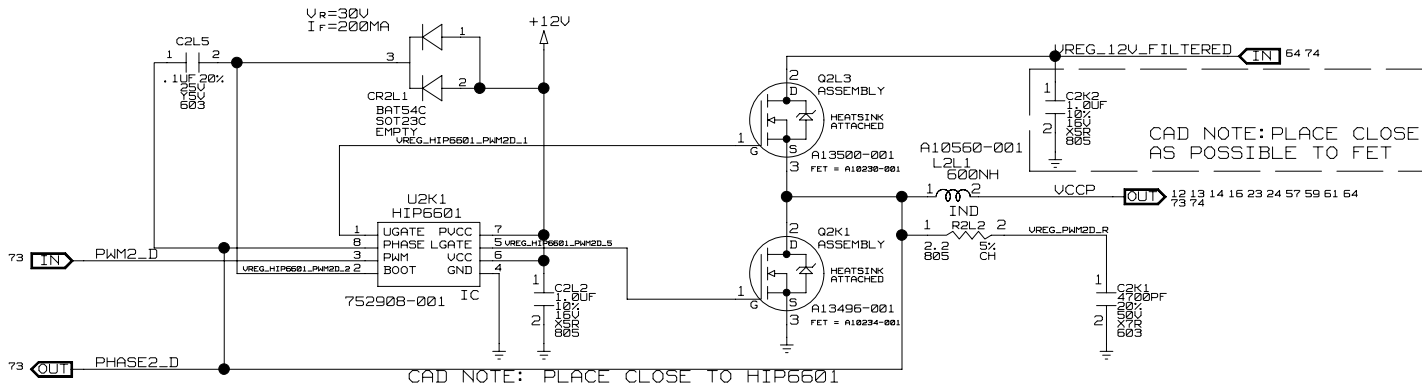 VR=30V
IF=200MA
+12V
C2L5
1 2
.1UF 20%
25V
Y5V
603
3
1
2
CR2L1
BAT54C
SOT23C
EMPTY
VREG_12V_FILTERED
IN
64 74
2
D
Q2L3
ASSEMBLY
HEATSINK
ATTACHED
1
G
S
3
A13500-001
FET = A10230-001
1
2
C2K2
1.0UF
10%
16V
X5R
805
CAD NOTE: PLACE CLOSE
AS POSSIBLE TO FET
VREG_HIP6601_PWM2D_1
A10560-001
L2L1
600NH
1 2
IND
VCCP
OUT
12 13 14 16 23 24 57 59 61 64
73 74
U2K1
HIP6601
1 UGATE PVCC 7
8 PHASE LGATE 5
3 PWM VCC 6
2 BOOT GND 4
752908-001
IC
VREG_HIP6601_PWM2D_5
VREG_HIP6601_PWM2D_2
73
IN
PWM2_D
2
D
Q2K1
ASSEMBLY
HEATSINK
ATTACHED
1
G
S
3
A13496-001
FET = A10234-001
1
R2L2
2
2.2
805
5%
CH
VREG_PWM2D_R
1
2
C2L2
1.0UF
10%
16V
X5R
805
1
2
C2K1
4700PF
20%
50V
X7R
603
73
OUT
PHASE2_D
CAD NOTE: PLACE CLOSE TO HIP6601